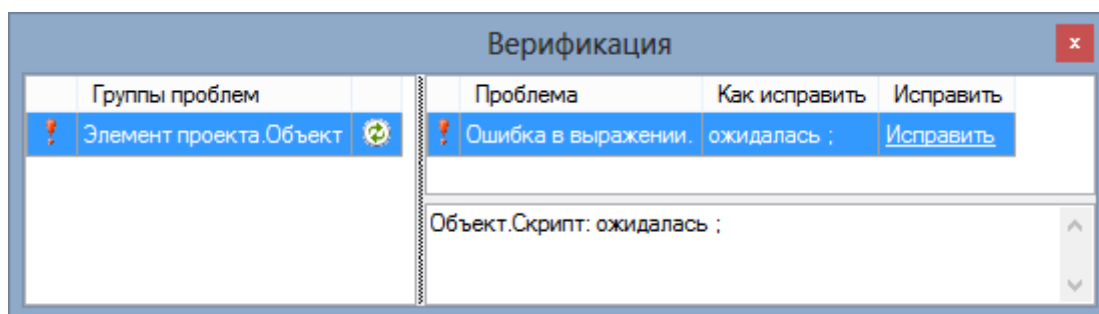 Верификация
x
Группы проблем
Элемент проекта.Объект
Проблема Как исправить Исправить
Ошибка в выражении. ожидалась ; Исправить
Объект.Скрипт: ожидалась ;